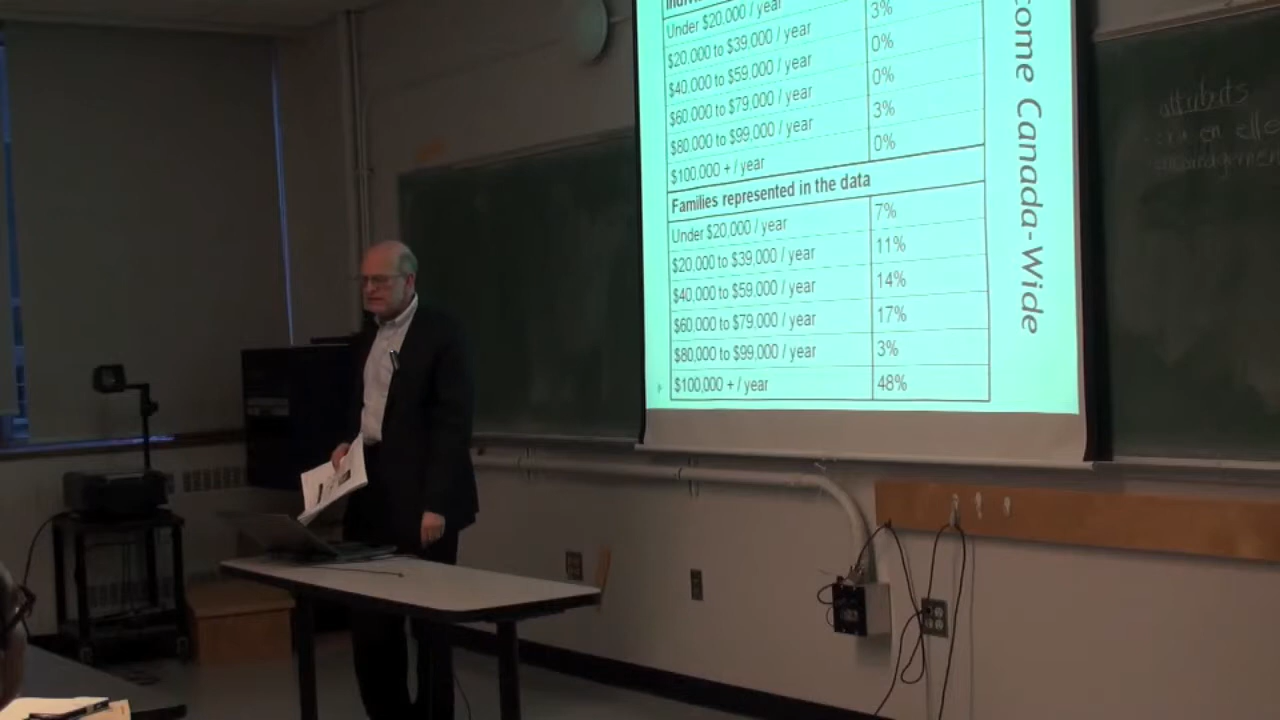 Under $20.000 / year 3%
$20,000 to $39,000 / year 0%
$40,000 to $59,000 / year 0%
$60,000 to $79,000 / year 3%
$80,000 to $99,000 / year 0%
$100.000 + / year
Families represented in the data
Under $20,000 / year 7%
$20,000 to $39,000 / year 11%
$40,000 to $59,000 / year 14%
$60,000 to $79,000 / year 17%
$80,000 to $99,000 / year 3%
$100,000 + / year 48%
come Canada-Wide
attributs
en